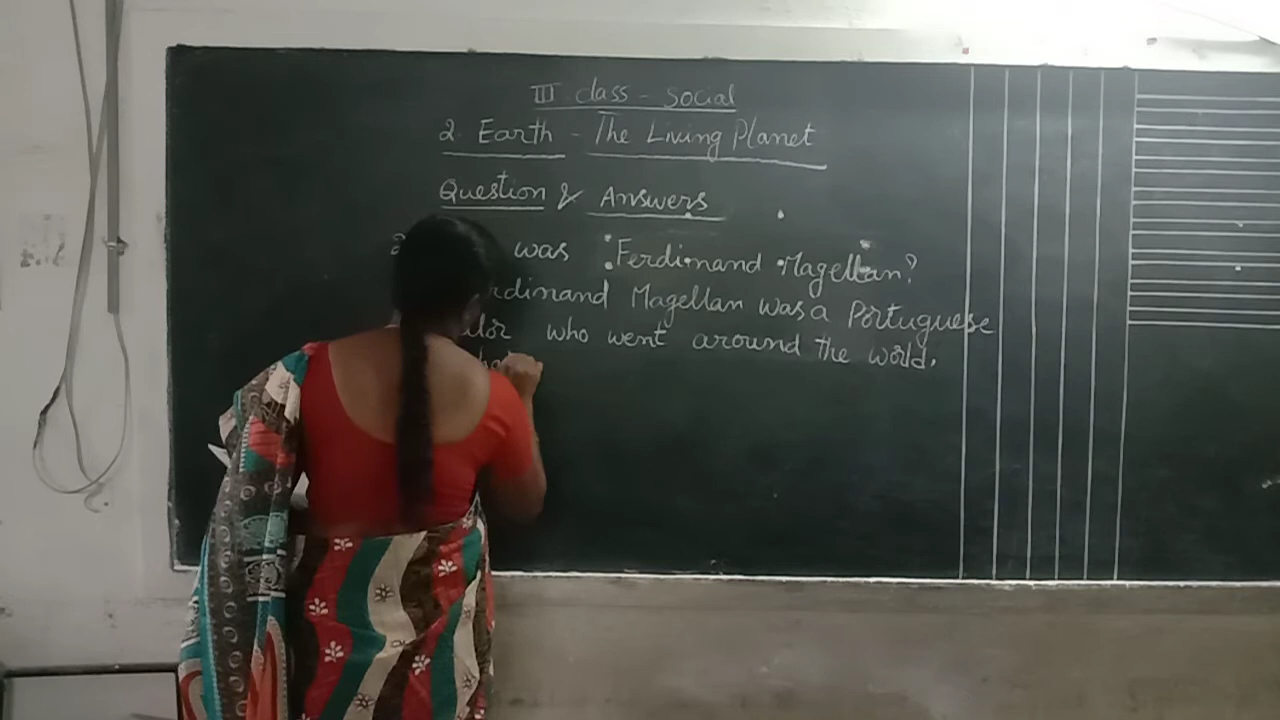 III class - Social
2. Earth - The Living Planet
Question & Answers
was Ferdinand Magellan?
rdinand Magellan was a Portuguese
who went around the world.